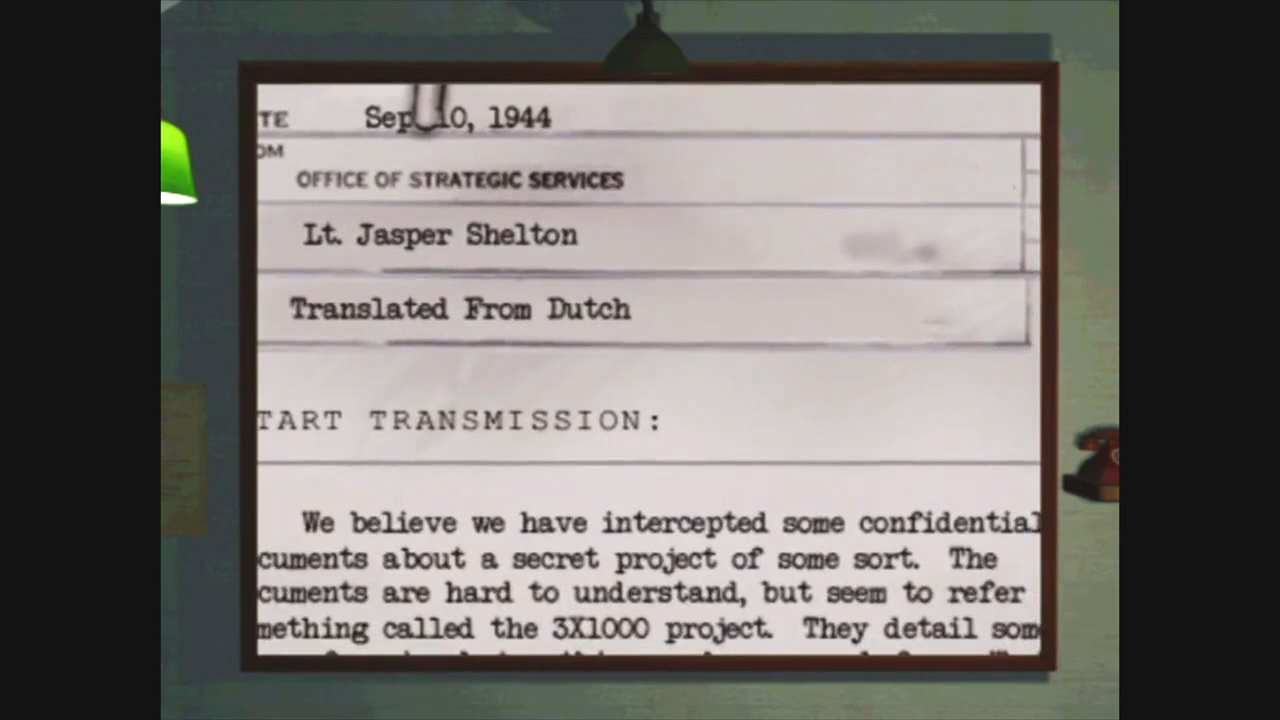 TE Sep 10, 1944
OM
OFFICE OF STRATEGIC SERVICES
Lt. Jasper Shelton
Translated From Dutch
TART TRANSMISSION:
We believe we have intercepted some confidential
cuments about a secret project of some sort. The
cuments are hard to understand, but seem to refer
mething called the 3X1000 project. They detail som